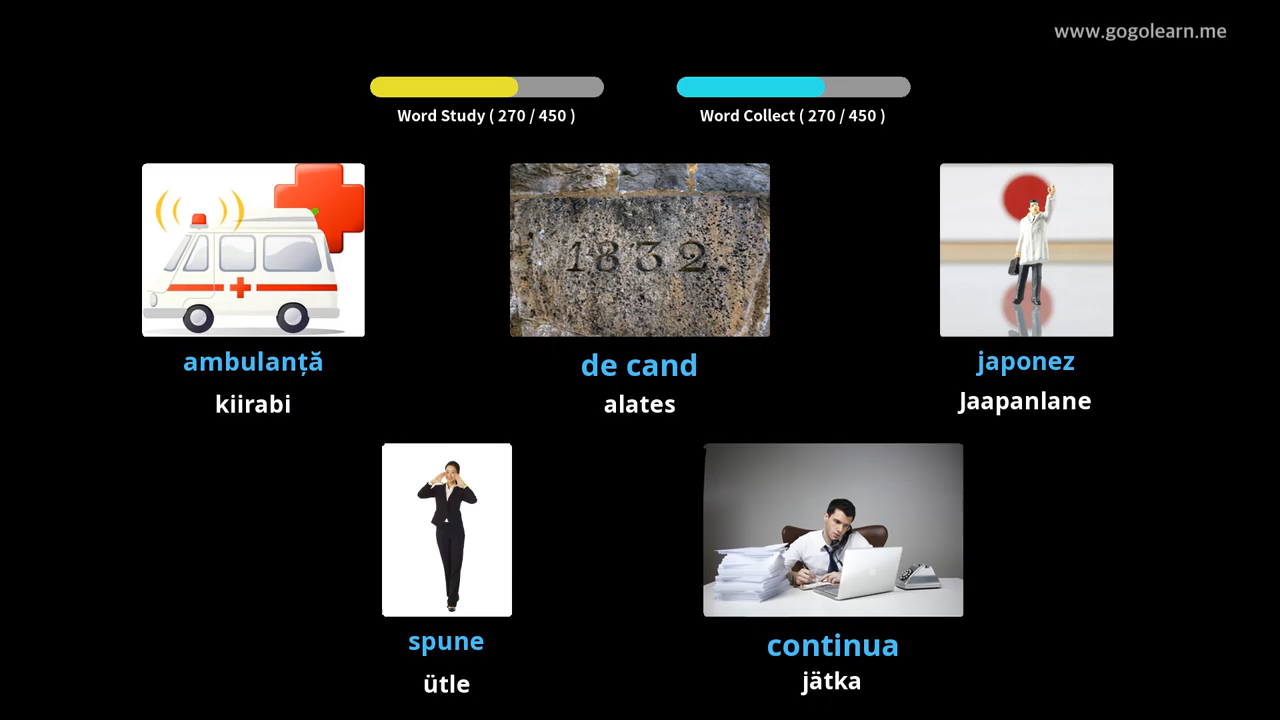 www.gogolearn.me
Word Study ( 270 / 450 )
Word Collect ( 270 / 450 )
1832.
ambulanță
de cand
japonez
kiirabi
alates
Jaapanlane
spune
continua
ütle
jätka